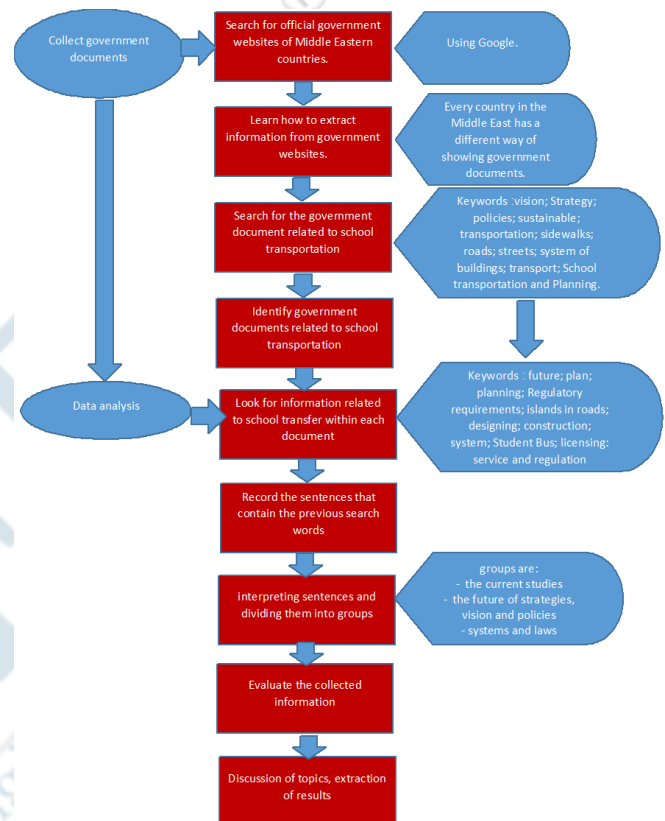 Collect government
documents
Search for official government
websites of Middle Eastern
countries.
Using Google.
Learn how to extract
information from government
websites.
Every country in the
Middle East has a
different way of
showing government
documents.
Search for the government
document related to school
transportation
Keywords :vision; Strategy;
policies; sustainable;
transportation; sidewalks;
roads; streets; system of
buildings; transport; School
transportation and Planning.
Identify government
documents related to school
transportation
Data analysis
Look for information related
to school transfer within each
document
Keywords : future; plan;
planning; Regulatory
requirements; islands in roads;
designing; construction;
system; Student Bus; licensing:
service and regulation
Record the sentences that
contain the previous search
words
interpreting sentences and
dividing them into groups
groups are:
- the current studies
- the future of strategies,
vision and policies
- systems and laws
Evaluate the collected
information
Discussion of topics, extraction
of results